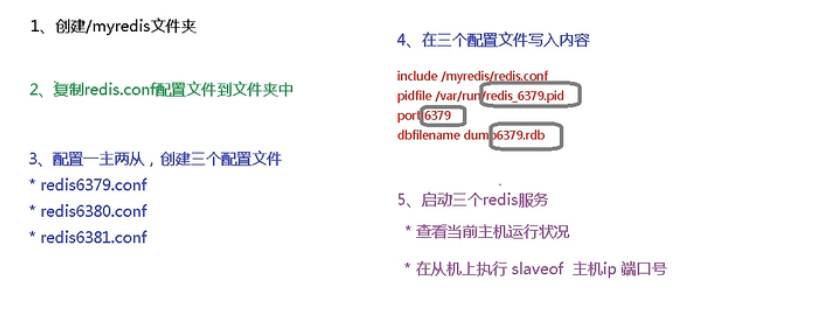 1、创建/myredis文件夹
2、复制redis.conf配置文件到文件夹中
3、配置一主两从，创建三个配置文件
* redis6379.conf
* redis6380.conf
* redis6381.conf
4、在三个配置文件写入内容
include /myredis/redis.conf
pidfile /var/run/redis_6379.pid
port 6379
dbfilename dump6379.rdb
5、启动三个redis服务
* 查看当前主机运行状况
* 在从机上执行 slaveof 主机ip 端口号